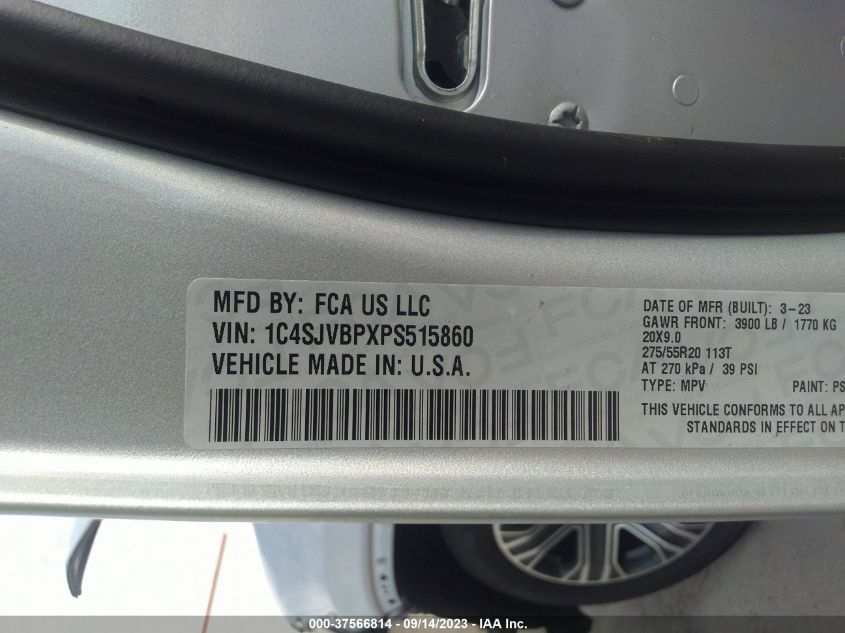 MFD BY: FCA US LLC
VIN: 1C4SJVBPXPS515860
VEHICLE MADE IN: U.S.A.
DATE OF MFR (BUILT): 3-23
GAWR FRONT: 3900 LB / 1770 KG
20X9.0
275/55R20 113T
AT 270 kPa / 39 PSI
TYPE: MPV PAINT: PS
THIS VEHICLE CONFORMS TO ALL AP
STANDARDS IN EFFECT ON T
000-37566814 - 09/14/2023 - IAA Inc.